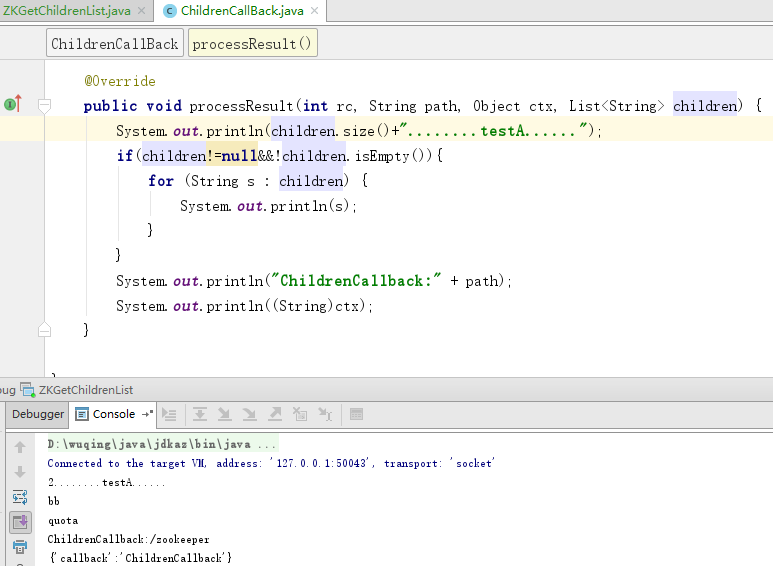 ZKGetChildrenList.java × C ChildrenCallBack.java ×
ChildrenCallBack processResult()
@Override
public void processResult(int rc, String path, Object ctx, List<String> children) {
System.out.println(children.size()+"........testA......");
if(children!=null&&!children.isEmpty()){
for (String s : children) {
System.out.println(s);
}
}
System.out.println("ChildrenCallback:" + path);
System.out.println((String)ctx);
}
}
bug ZKGetChildrenList
Debugger Console
D:\wuqing\java\jdkaz\bin\java ...
Connected to the target VM, address: '127.0.0.1:50043', transport: 'socket'
2........testA......
bb
quota
ChildrenCallback:/zookeeper
{'callback':'ChildrenCallback'}